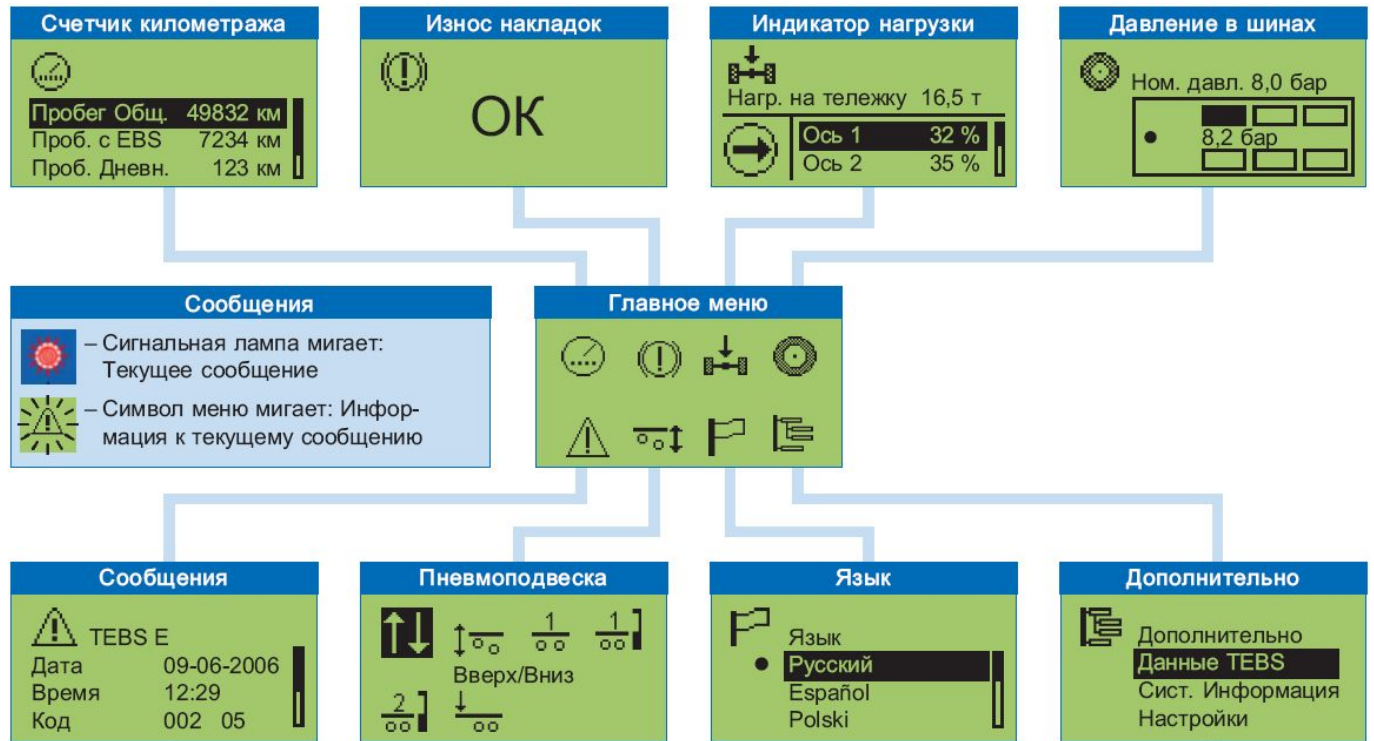 Счетчик километража
Пробег Общ. 49832 км
Проб. с EBS 7234 км
Проб. Дневн. 123 км
Износ накладок
ОК
Индикатор нагрузки
Нагр. на тележку 16,5 т
Ось 1 32 %
Ось 2 35 %
Давление в шинах
Ном. давл. 8,0 бар
8,2 бар
Сообщения
– Сигнальная лампа мигает:
Текущее сообщение
– Символ меню мигает: Инфор-
мация к текущему сообщению
Главное меню
Сообщения
TEBS E
Дата 09-06-2006
Время 12:29
Код 002 05
Пневмоподвеска
1 1
Вверх/Вниз
2
Язык
Язык
Русский
Español
Polski
Дополнительно
Дополнительно
Данные TEBS
Сист. Информация
Настройки